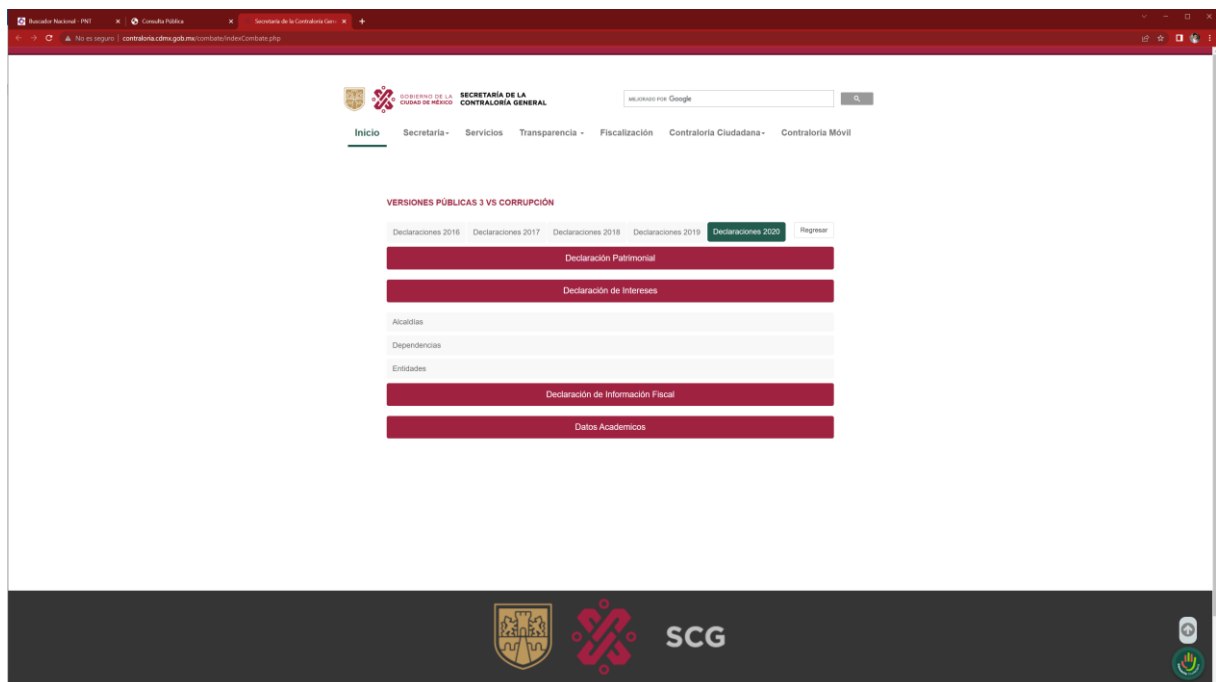 Buscador Nacional - PNT
Consulta Pública
Secretaría de la Contraloría Gene
No es seguro | contraloria.cdmx.gob.mx/combate/indexCombate.php
GOBIERNO DE LA CIUDAD DE MÉXICO
SECRETARÍA DE LA CONTRALORÍA GENERAL
MEJORADO POR Google
Inicio Secretaría Servicios Transparencia Fiscalización Contraloría Ciudadana Contraloría Móvil
VERSIONES PÚBLICAS 3 VS CORRUPCIÓN
Declaraciones 2016 Declaraciones 2017 Declaraciones 2018 Declaraciones 2019 Declaraciones 2020 Regresar
Declaración Patrimonial
Declaración de Intereses
Alcaldías
Dependencias
Entidades
Declaración de Información Fiscal
Datos Academicos
SCG